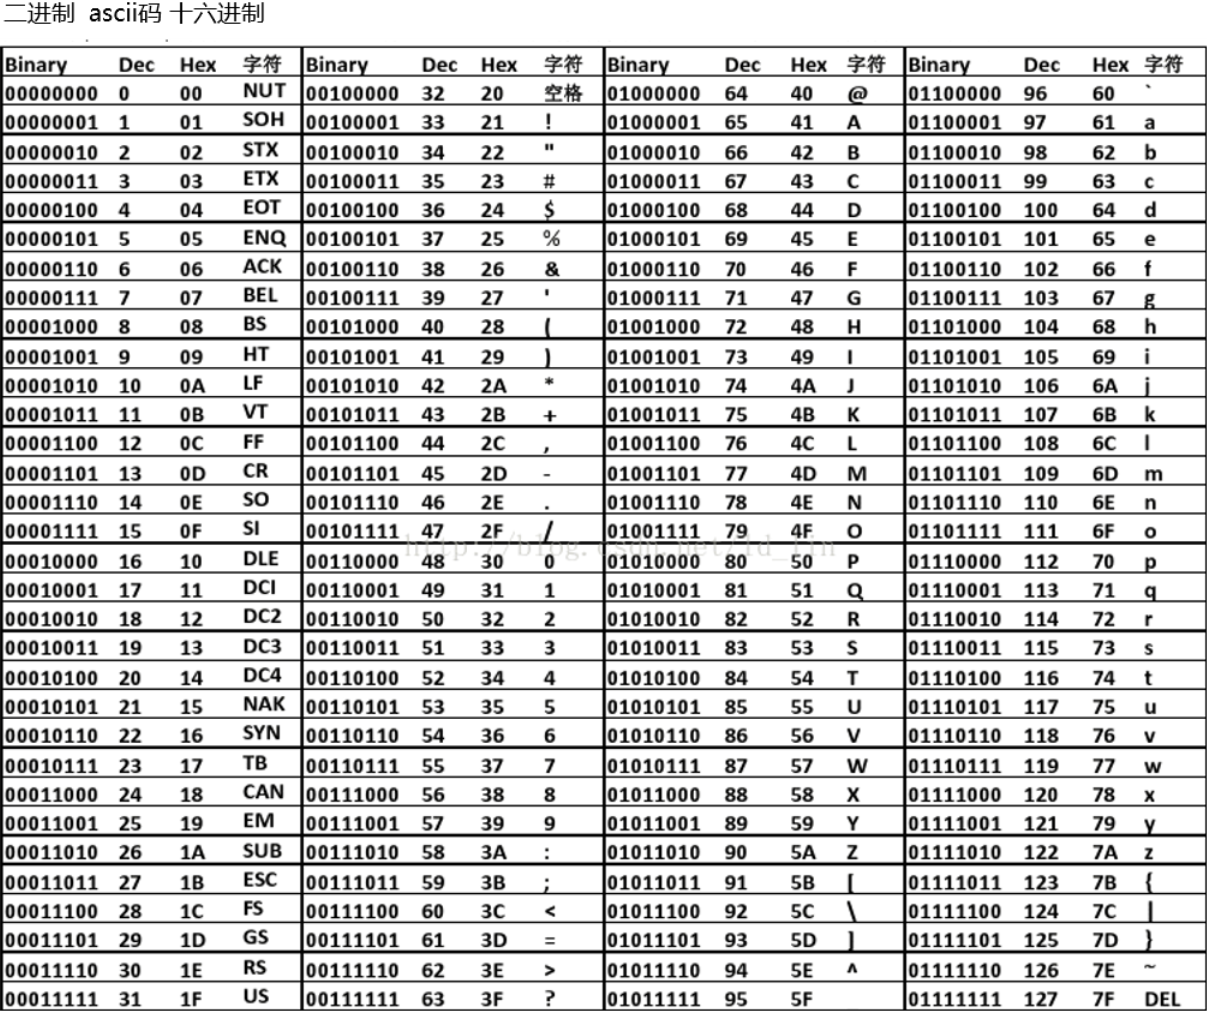 二进制 ascii码 十六进制
Binary Dec Hex 字符 Binary Dec Hex 字符 Binary Dec Hex 字符 Binary Dec Hex 字符
00000000 0 00 NUT 00100000 32 20 空格 01000000 64 40 @ 01100000 96 60 `
00000001 1 01 SOH 00100001 33 21 ! 01000001 65 41 A 01100001 97 61 a
00000010 2 02 STX 00100010 34 22 " 01000010 66 42 B 01100010 98 62 b
00000011 3 03 ETX 00100011 35 23 # 01000011 67 43 C 01100011 99 63 c
00000100 4 04 EOT 00100100 36 24 $ 01000100 68 44 D 01100100 100 64 d
00000101 5 05 ENQ 00100101 37 25 % 01000101 69 45 E 01100101 101 65 e
00000110 6 06 ACK 00100110 38 26 & 01000110 70 46 F 01100110 102 66 f
00000111 7 07 BEL 00100111 39 27 ' 01000111 71 47 G 01100111 103 67 g
00001000 8 08 BS 00101000 40 28 ( 01001000 72 48 H 01101000 104 68 h
00001001 9 09 HT 00101001 41 29 ) 01001001 73 49 I 01101001 105 69 i
00001010 10 0A LF 00101010 42 2A * 01001010 74 4A J 01101010 106 6A j
00001011 11 0B VT 00101011 43 2B + 01001011 75 4B K 01101011 107 6B k
00001100 12 0C FF 00101100 44 2C , 01001100 76 4C L 01101100 108 6C l
00001101 13 0D CR 00101101 45 2D - 01001101 77 4D M 01101101 109 6D m
00001110 14 0E SO 00101110 46 2E . 01001110 78 4E N 01101110 110 6E n
00001111 15 0F SI 00101111 47 2F / 01001111 79 4F O 01101111 111 6F o
http://blog.csdn.net/ld_fin
00010000 16 10 DLE 00110000 48 30 0 01010000 80 50 P 01110000 112 70 p
00010001 17 11 DCI 00110001 49 31 1 01010001 81 51 Q 01110001 113 71 q
00010010 18 12 DC2 00110010 50 32 2 01010010 82 52 R 01110010 114 72 r
00010011 19 13 DC3 00110011 51 33 3 01010011 83 53 S 01110011 115 73 s
00010100 20 14 DC4 00110100 52 34 4 01010100 84 54 T 01110100 116 74 t
00010101 21 15 NAK 00110101 53 35 5 01010101 85 55 U 01110101 117 75 u
00010110 22 16 SYN 00110110 54 36 6 01010110 86 56 V 01110110 118 76 v
00010111 23 17 TB 00110111 55 37 7 01010111 87 57 W 01110111 119 77 w
00011000 24 18 CAN 00111000 56 38 8 01011000 88 58 X 01111000 120 78 x
00011001 25 19 EM 00111001 57 39 9 01011001 89 59 Y 01111001 121 79 y
00011010 26 1A SUB 00111010 58 3A : 01011010 90 5A Z 01111010 122 7A z
00011011 27 1B ESC 00111011 59 3B ; 01011011 91 5B [ 01111011 123 7B {
00011100 28 1C FS 00111100 60 3C < 01011100 92 5C \ 01111100 124 7C |
00011101 29 1D GS 00111101 61 3D = 01011101 93 5D ] 01111101 125 7D }
00011110 30 1E RS 00111110 62 3E > 01011110 94 5E ^ 01111110 126 7E ~
00011111 31 1F US 00111111 63 3F ? 01011111 95 5F 01111111 127 7F DEL